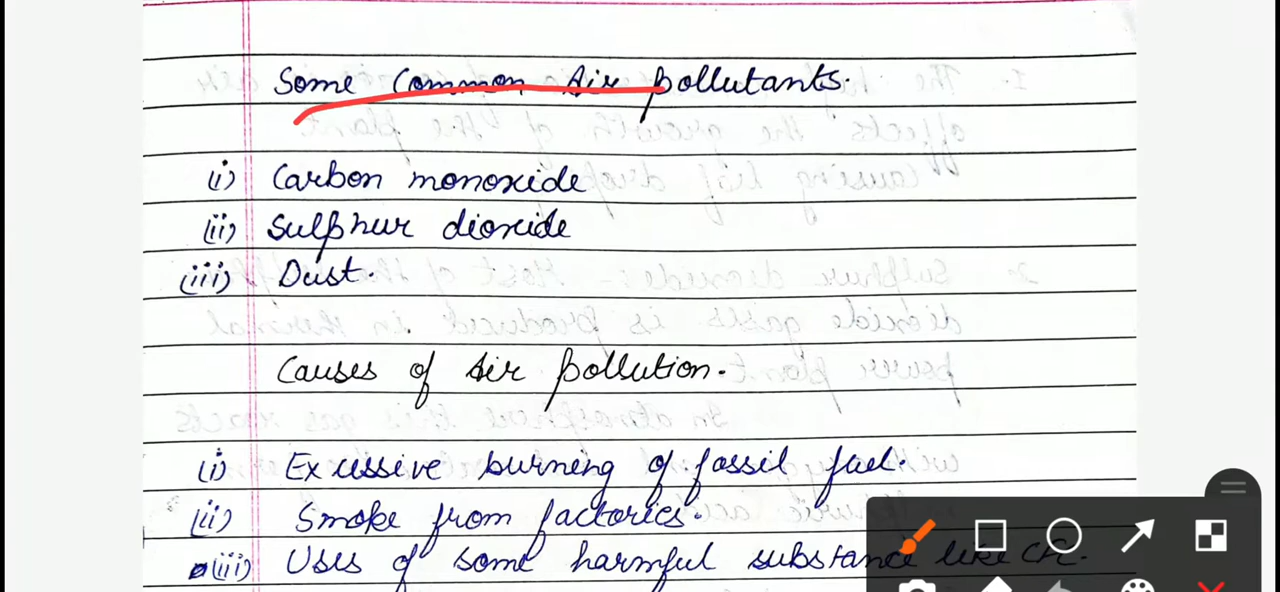 Some Common Air pollutants.
(i) Carbon monoxide
(ii) Sulphur dioxide
(iii) Dust.
Causes of Air pollution.
(i) Excessive burning of fossil fuel.
(ii) Smoke from factories.
(iii) Uses of some harmful substance like